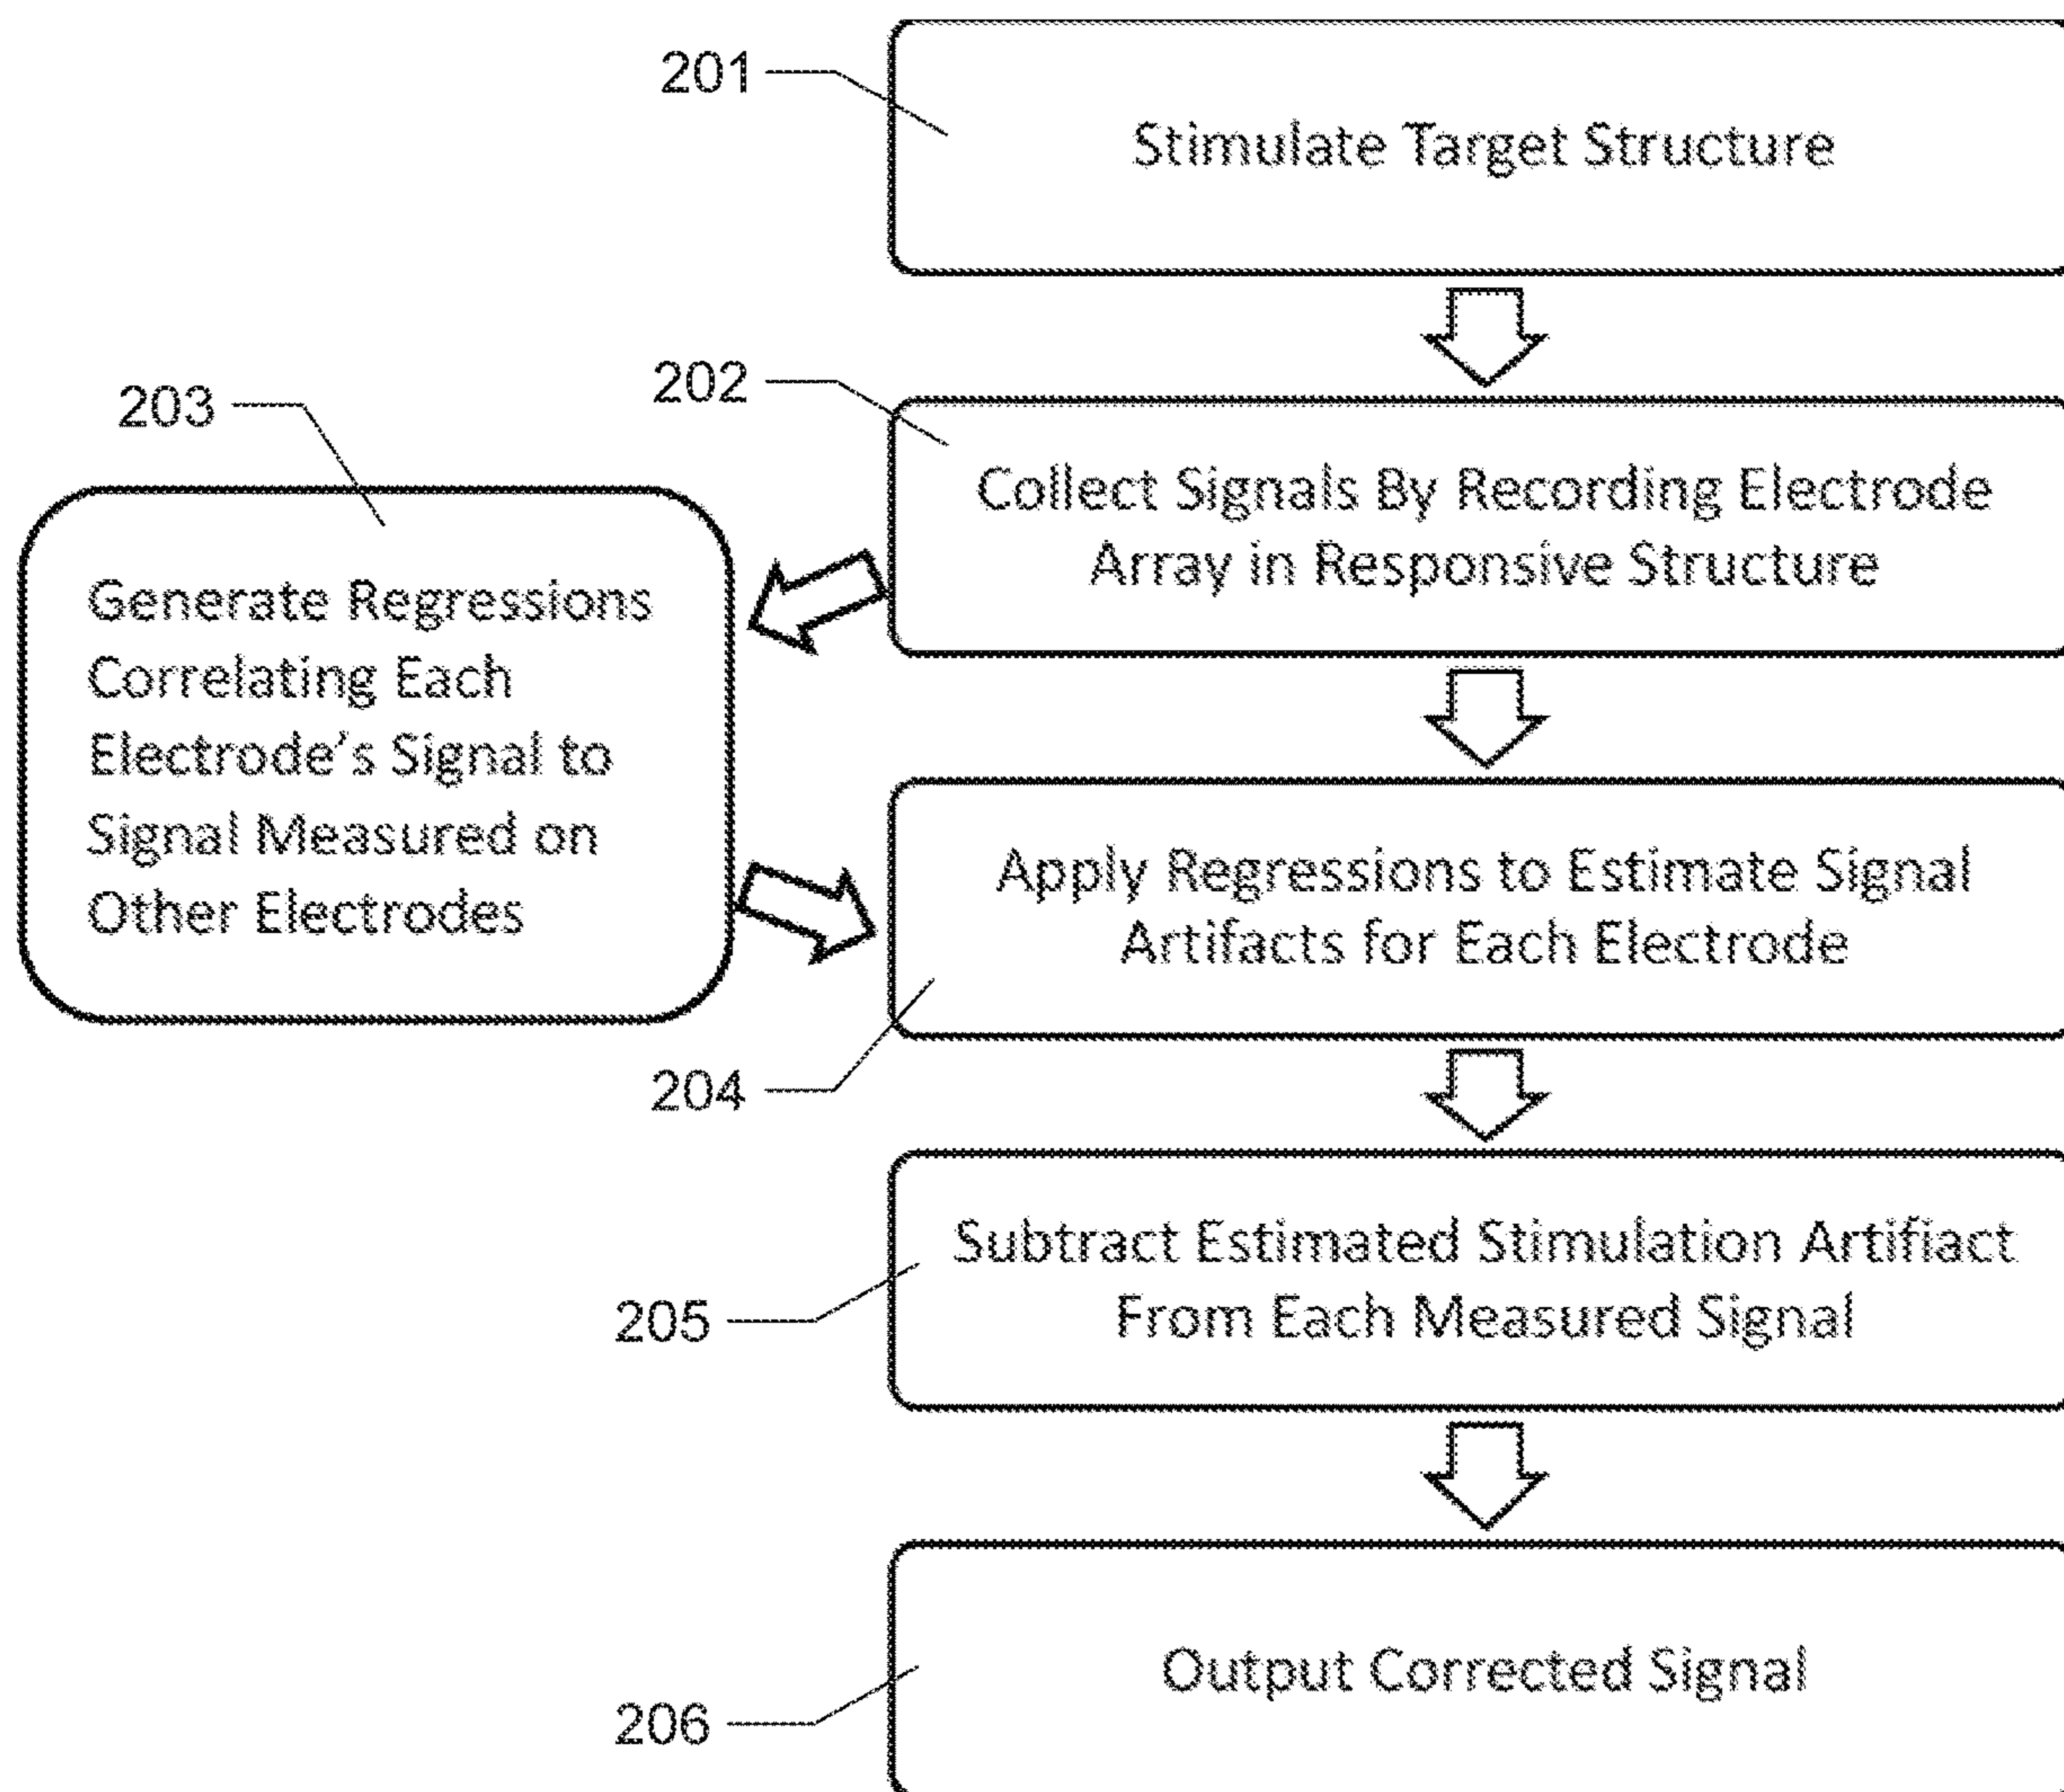 201
Stimulate Target Structure
202
Collect Signals By Recording Electrode
Array in Responsive Structure
203
Generate Regressions
Correlating Each
Electrode's Signal to
Signal Measured on
Other Electrodes
Apply Regressions to Estimate Signal
Artifacts for Each Electrode
204
Subtract Estimated Stimulation Artifiact
From Each Measured Signal
205
Output Corrected Signal
206